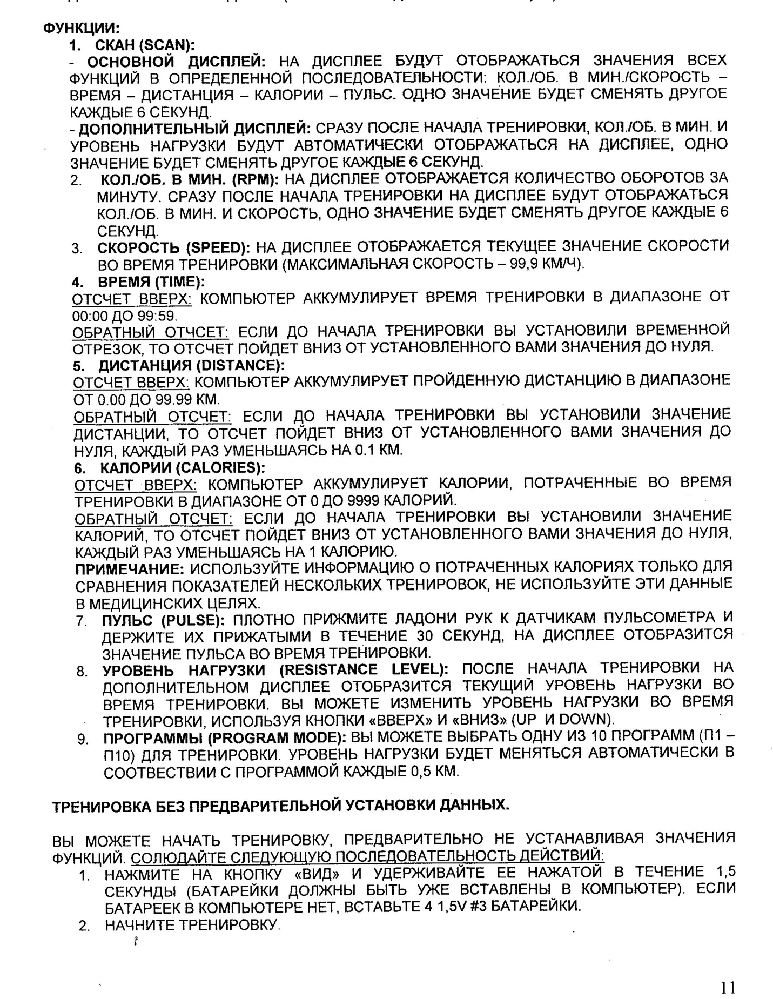 ФУНКЦИИ:
1. СКАН (SCAN):
- ОСНОВНОЙ ДИСПЛЕЙ: НА ДИСПЛЕЕ БУДУТ ОТОБРАЖАТЬСЯ ЗНАЧЕНИЯ ВСЕХ
ФУНКЦИЙ В ОПРЕДЕЛЕННОЙ ПОСЛЕДОВАТЕЛЬНОСТИ: КОЛ./ОБ. В МИН./СКОРОСТЬ –
ВРЕМЯ – ДИСТАНЦИЯ – КАЛОРИИ – ПУЛЬС. ОДНО ЗНАЧЕНИЕ БУДЕТ СМЕНЯТЬ ДРУГОЕ
КАЖДЫЕ 6 СЕКУНД.
- ДОПОЛНИТЕЛЬНЫЙ ДИСПЛЕЙ: СРАЗУ ПОСЛЕ НАЧАЛА ТРЕНИРОВКИ, КОЛ./ОБ. В МИН. И
УРОВЕНЬ НАГРУЗКИ БУДУТ АВТОМАТИЧЕСКИ ОТОБРАЖАТЬСЯ НА ДИСПЛЕЕ, ОДНО
ЗНАЧЕНИЕ БУДЕТ СМЕНЯТЬ ДРУГОЕ КАЖДЫЕ 6 СЕКУНД.
2. КОЛ./ОБ. В МИН. (RPM): НА ДИСПЛЕЕ ОТОБРАЖАЕТСЯ КОЛИЧЕСТВО ОБОРОТОВ ЗА
МИНУТУ. СРАЗУ ПОСЛЕ НАЧАЛА ТРЕНИРОВКИ НА ДИСПЛЕЕ БУДУТ ОТОБРАЖАТЬСЯ
КОЛ./ОБ. В МИН. И СКОРОСТЬ, ОДНО ЗНАЧЕНИЕ БУДЕТ СМЕНЯТЬ ДРУГОЕ КАЖДЫЕ 6
СЕКУНД.
3. СКОРОСТЬ (SPEED): НА ДИСПЛЕЕ ОТОБРАЖАЕТСЯ ТЕКУЩЕЕ ЗНАЧЕНИЕ СКОРОСТИ
ВО ВРЕМЯ ТРЕНИРОВКИ (МАКСИМАЛЬНАЯ СКОРОСТЬ – 99,9 КМ/Ч).
4. ВРЕМЯ (TIME):
ОТСЧЕТ ВВЕРХ: КОМПЬЮТЕР АККУМУЛИРУЕТ ВРЕМЯ ТРЕНИРОВКИ В ДИАПАЗОНЕ ОТ
00:00 ДО 99:59.
ОБРАТНЫЙ ОТЧСЕТ: ЕСЛИ ДО НАЧАЛА ТРЕНИРОВКИ ВЫ УСТАНОВИЛИ ВРЕМЕННОЙ
ОТРЕЗОК, ТО ОТСЧЕТ ПОЙДЕТ ВНИЗ ОТ УСТАНОВЛЕННОГО ВАМИ ЗНАЧЕНИЯ ДО НУЛЯ.
5. ДИСТАНЦИЯ (DISTANCE):
ОТСЧЕТ ВВЕРХ: КОМПЬЮТЕР АККУМУЛИРУЕТ ПРОЙДЕННУЮ ДИСТАНЦИЮ В ДИАПАЗОНЕ
ОТ 0.00 ДО 99.99 КМ.
ОБРАТНЫЙ ОТСЧЕТ: ЕСЛИ ДО НАЧАЛА ТРЕНИРОВКИ ВЫ УСТАНОВИЛИ ЗНАЧЕНИЕ
ДИСТАНЦИИ, ТО ОТСЧЕТ ПОЙДЕТ ВНИЗ ОТ УСТАНОВЛЕННОГО ВАМИ ЗНАЧЕНИЯ ДО
НУЛЯ, КАЖДЫЙ РАЗ УМЕНЬШАЯСЬ НА 0.1 КМ.
6. КАЛОРИИ (CALORIES):
ОТСЧЕТ ВВЕРХ: КОМПЬЮТЕР АККУМУЛИРУЕТ КАЛОРИИ, ПОТРАЧЕННЫЕ ВО ВРЕМЯ
ТРЕНИРОВКИ В ДИАПАЗОНЕ ОТ 0 ДО 9999 КАЛОРИЙ.
ОБРАТНЫЙ ОТСЧЕТ: ЕСЛИ ДО НАЧАЛА ТРЕНИРОВКИ ВЫ УСТАНОВИЛИ ЗНАЧЕНИЕ
КАЛОРИЙ, ТО ОТСЧЕТ ПОЙДЕТ ВНИЗ ОТ УСТАНОВЛЕННОГО ВАМИ ЗНАЧЕНИЯ ДО НУЛЯ,
КАЖДЫЙ РАЗ УМЕНЬШАЯСЬ НА 1 КАЛОРИЮ.
ПРИМЕЧАНИЕ: ИСПОЛЬЗУЙТЕ ИНФОРМАЦИЮ О ПОТРАЧЕННЫХ КАЛОРИЯХ ТОЛЬКО ДЛЯ
СРАВНЕНИЯ ПОКАЗАТЕЛЕЙ НЕСКОЛЬКИХ ТРЕНИРОВОК, НЕ ИСПОЛЬЗУЙТЕ ЭТИ ДАННЫЕ
В МЕДИЦИНСКИХ ЦЕЛЯХ.
7. ПУЛЬС (PULSE): ПЛОТНО ПРИЖМИТЕ ЛАДОНИ РУК К ДАТЧИКАМ ПУЛЬСОМЕТРА И
ДЕРЖИТЕ ИХ ПРИЖАТЫМИ В ТЕЧЕНИЕ 30 СЕКУНД, НА ДИСПЛЕЕ ОТОБРАЗИТСЯ
ЗНАЧЕНИЕ ПУЛЬСА ВО ВРЕМЯ ТРЕНИРОВКИ.
8. УРОВЕНЬ НАГРУЗКИ (RESISTANCE LEVEL): ПОСЛЕ НАЧАЛА ТРЕНИРОВКИ НА
ДОПОЛНИТЕЛЬНОМ ДИСПЛЕЕ ОТОБРАЗИТСЯ ТЕКУЩИЙ УРОВЕНЬ НАГРУЗКИ ВО
ВРЕМЯ ТРЕНИРОВКИ. ВЫ МОЖЕТЕ ИЗМЕНИТЬ УРОВЕНЬ НАГРУЗКИ ВО ВРЕМЯ
ТРЕНИРОВКИ, ИСПОЛЬЗУЯ КНОПКИ «ВВЕРХ» И «ВНИЗ» (UP И DOWN).
9. ПРОГРАММЫ (PROGRAM MODE): ВЫ МОЖЕТЕ ВЫБРАТЬ ОДНУ ИЗ 10 ПРОГРАММ (П1 –
П10) ДЛЯ ТРЕНИРОВКИ. УРОВЕНЬ НАГРУЗКИ БУДЕТ МЕНЯТЬСЯ АВТОМАТИЧЕСКИ В
СООТВЕСТВИИ С ПРОГРАММОЙ КАЖДЫЕ 0,5 КМ.
ТРЕНИРОВКА БЕЗ ПРЕДВАРИТЕЛЬНОЙ УСТАНОВКИ ДАННЫХ.
ВЫ МОЖЕТЕ НАЧАТЬ ТРЕНИРОВКУ, ПРЕДВАРИТЕЛЬНО НЕ УСТАНАВЛИВАЯ ЗНАЧЕНИЯ
ФУНКЦИЙ. СОЛЮДАЙТЕ СЛЕДУЮЩУЮ ПОСЛЕДОВАТЕЛЬНОСТЬ ДЕЙСТВИЙ:
1. НАЖМИТЕ НА КНОПКУ «ВИД» И УДЕРЖИВАЙТЕ ЕЕ НАЖАТОЙ В ТЕЧЕНИЕ 1,5
СЕКУНДЫ (БАТАРЕЙКИ ДОЛЖНЫ БЫТЬ УЖЕ ВСТАВЛЕНЫ В КОМПЬЮТЕР). ЕСЛИ
БАТАРЕЕК В КОМПЬЮТЕРЕ НЕТ, ВСТАВЬТЕ 4 1,5V #3 БАТАРЕЙКИ.
2. НАЧНИТЕ ТРЕНИРОВКУ.
11